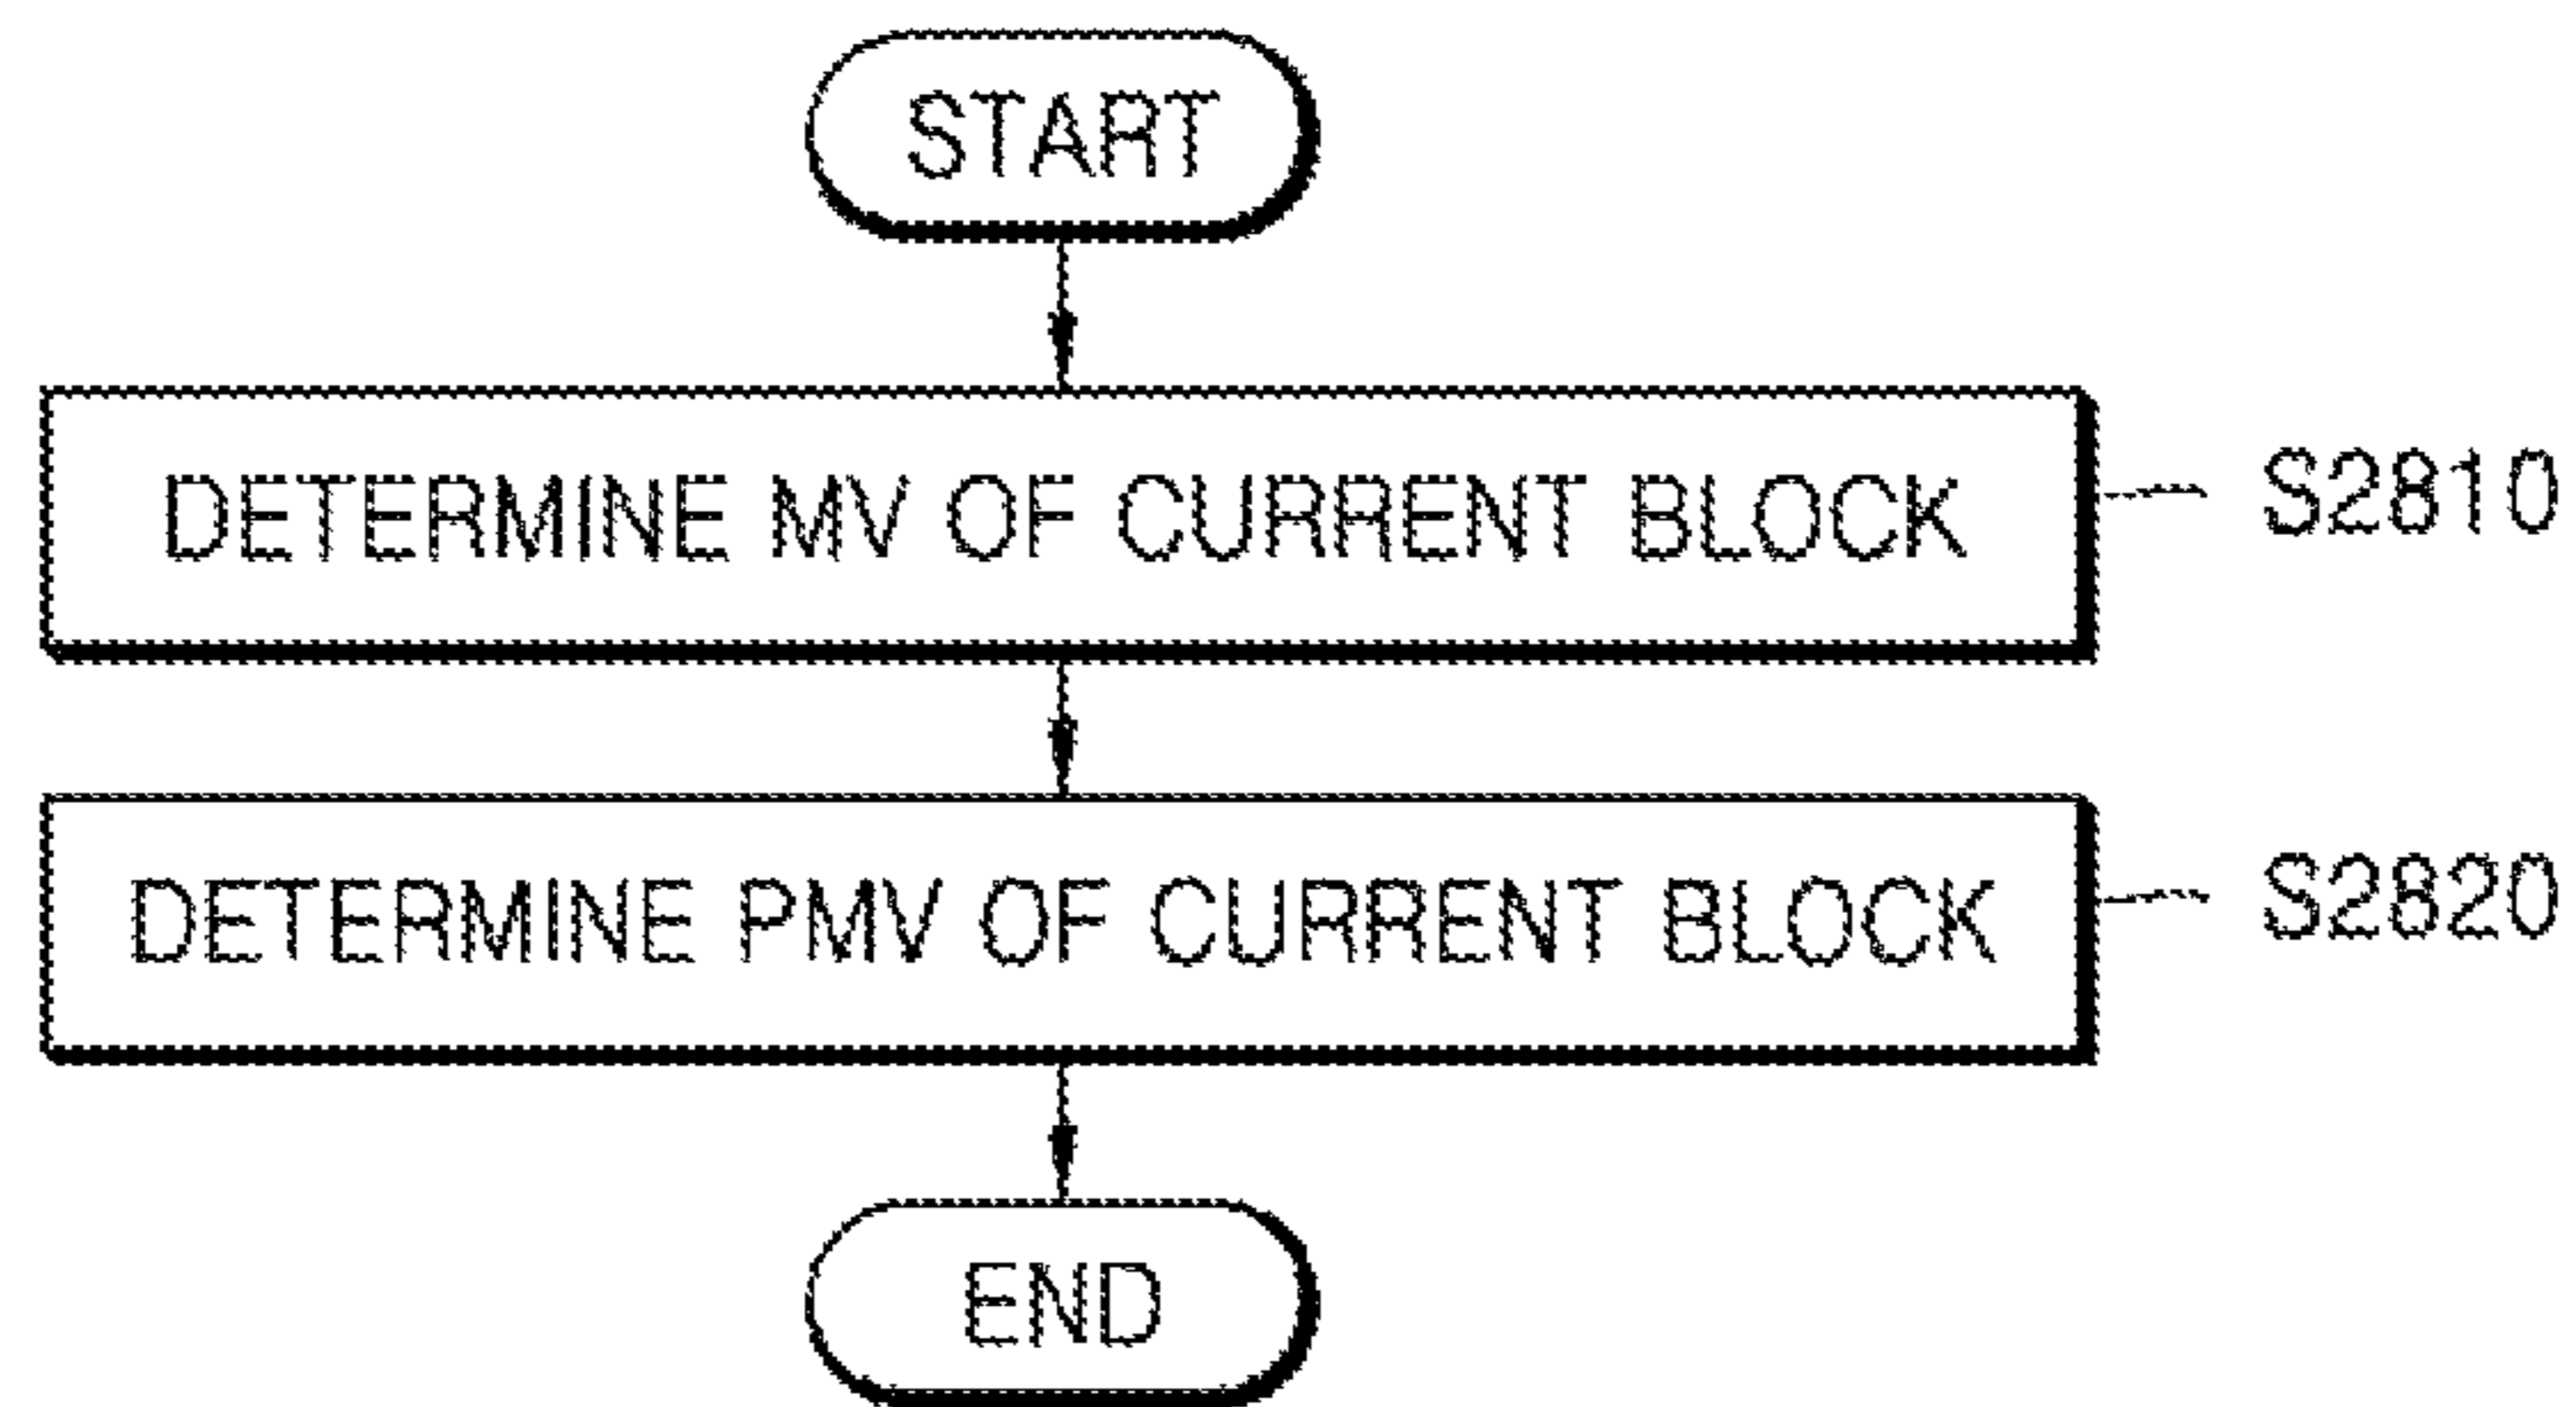 START
DETERMINE MV OF CURRENT BLOCK
S2810
DETERMINE PMV OF CURRENT BLOCK
S2820
END